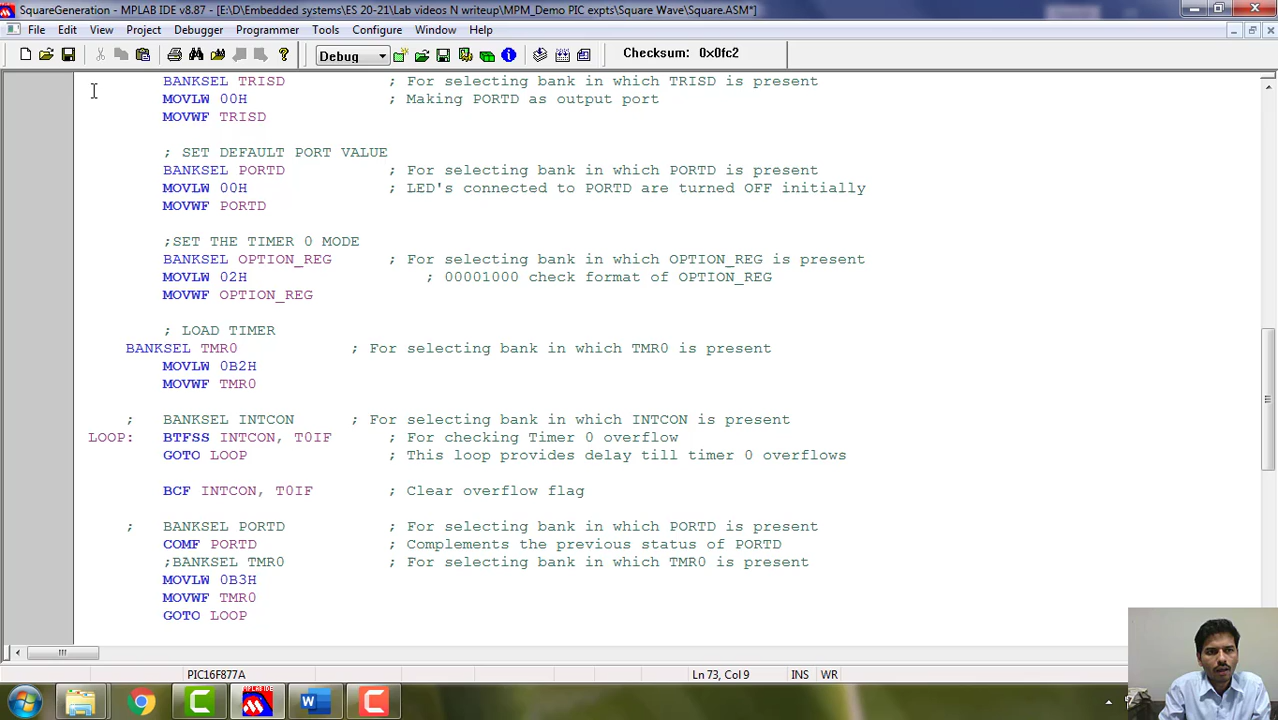 SquareGeneration - MPLAB IDE v8.87 - [E:\D\Embedded systems\ES 20-21\Lab videos N writeup\MPM_Demo PIC expts\Square Wave\Square.ASM*]
File Edit View Project Debugger Programmer Tools Configure Window Help
Debug Checksum: 0x0fc2
BANKSEL TRISD ; For selecting bank in which TRISD is present
MOVLW 00H ; Making PORTD as output port
MOVWF TRISD
; SET DEFAULT PORT VALUE
BANKSEL PORTD ; For selecting bank in which PORTD is present
MOVLW 00H ; LED's connected to PORTD are turned OFF initially
MOVWF PORTD
;SET THE TIMER 0 MODE
BANKSEL OPTION_REG ; For selecting bank in which OPTION_REG is present
MOVLW 02H ; 00001000 check format of OPTION_REG
MOVWF OPTION_REG
; LOAD TIMER
BANKSEL TMR0 ; For selecting bank in which TMR0 is present
MOVLW 0B2H
MOVWF TMR0
; BANKSEL INTCON ; For selecting bank in which INTCON is present
LOOP: BTFSS INTCON, T0IF ; For checking Timer 0 overflow
GOTO LOOP ; This loop provides delay till timer 0 overflows
BCF INTCON, T0IF ; Clear overflow flag
; BANKSEL PORTD ; For selecting bank in which PORTD is present
COMF PORTD ; Complements the previous status of PORTD
;BANKSEL TMR0 ; For selecting bank in which TMR0 is present
MOVLW 0B3H
MOVWF TMR0
GOTO LOOP
PIC16F877A Ln 73, Col 9 INS WR